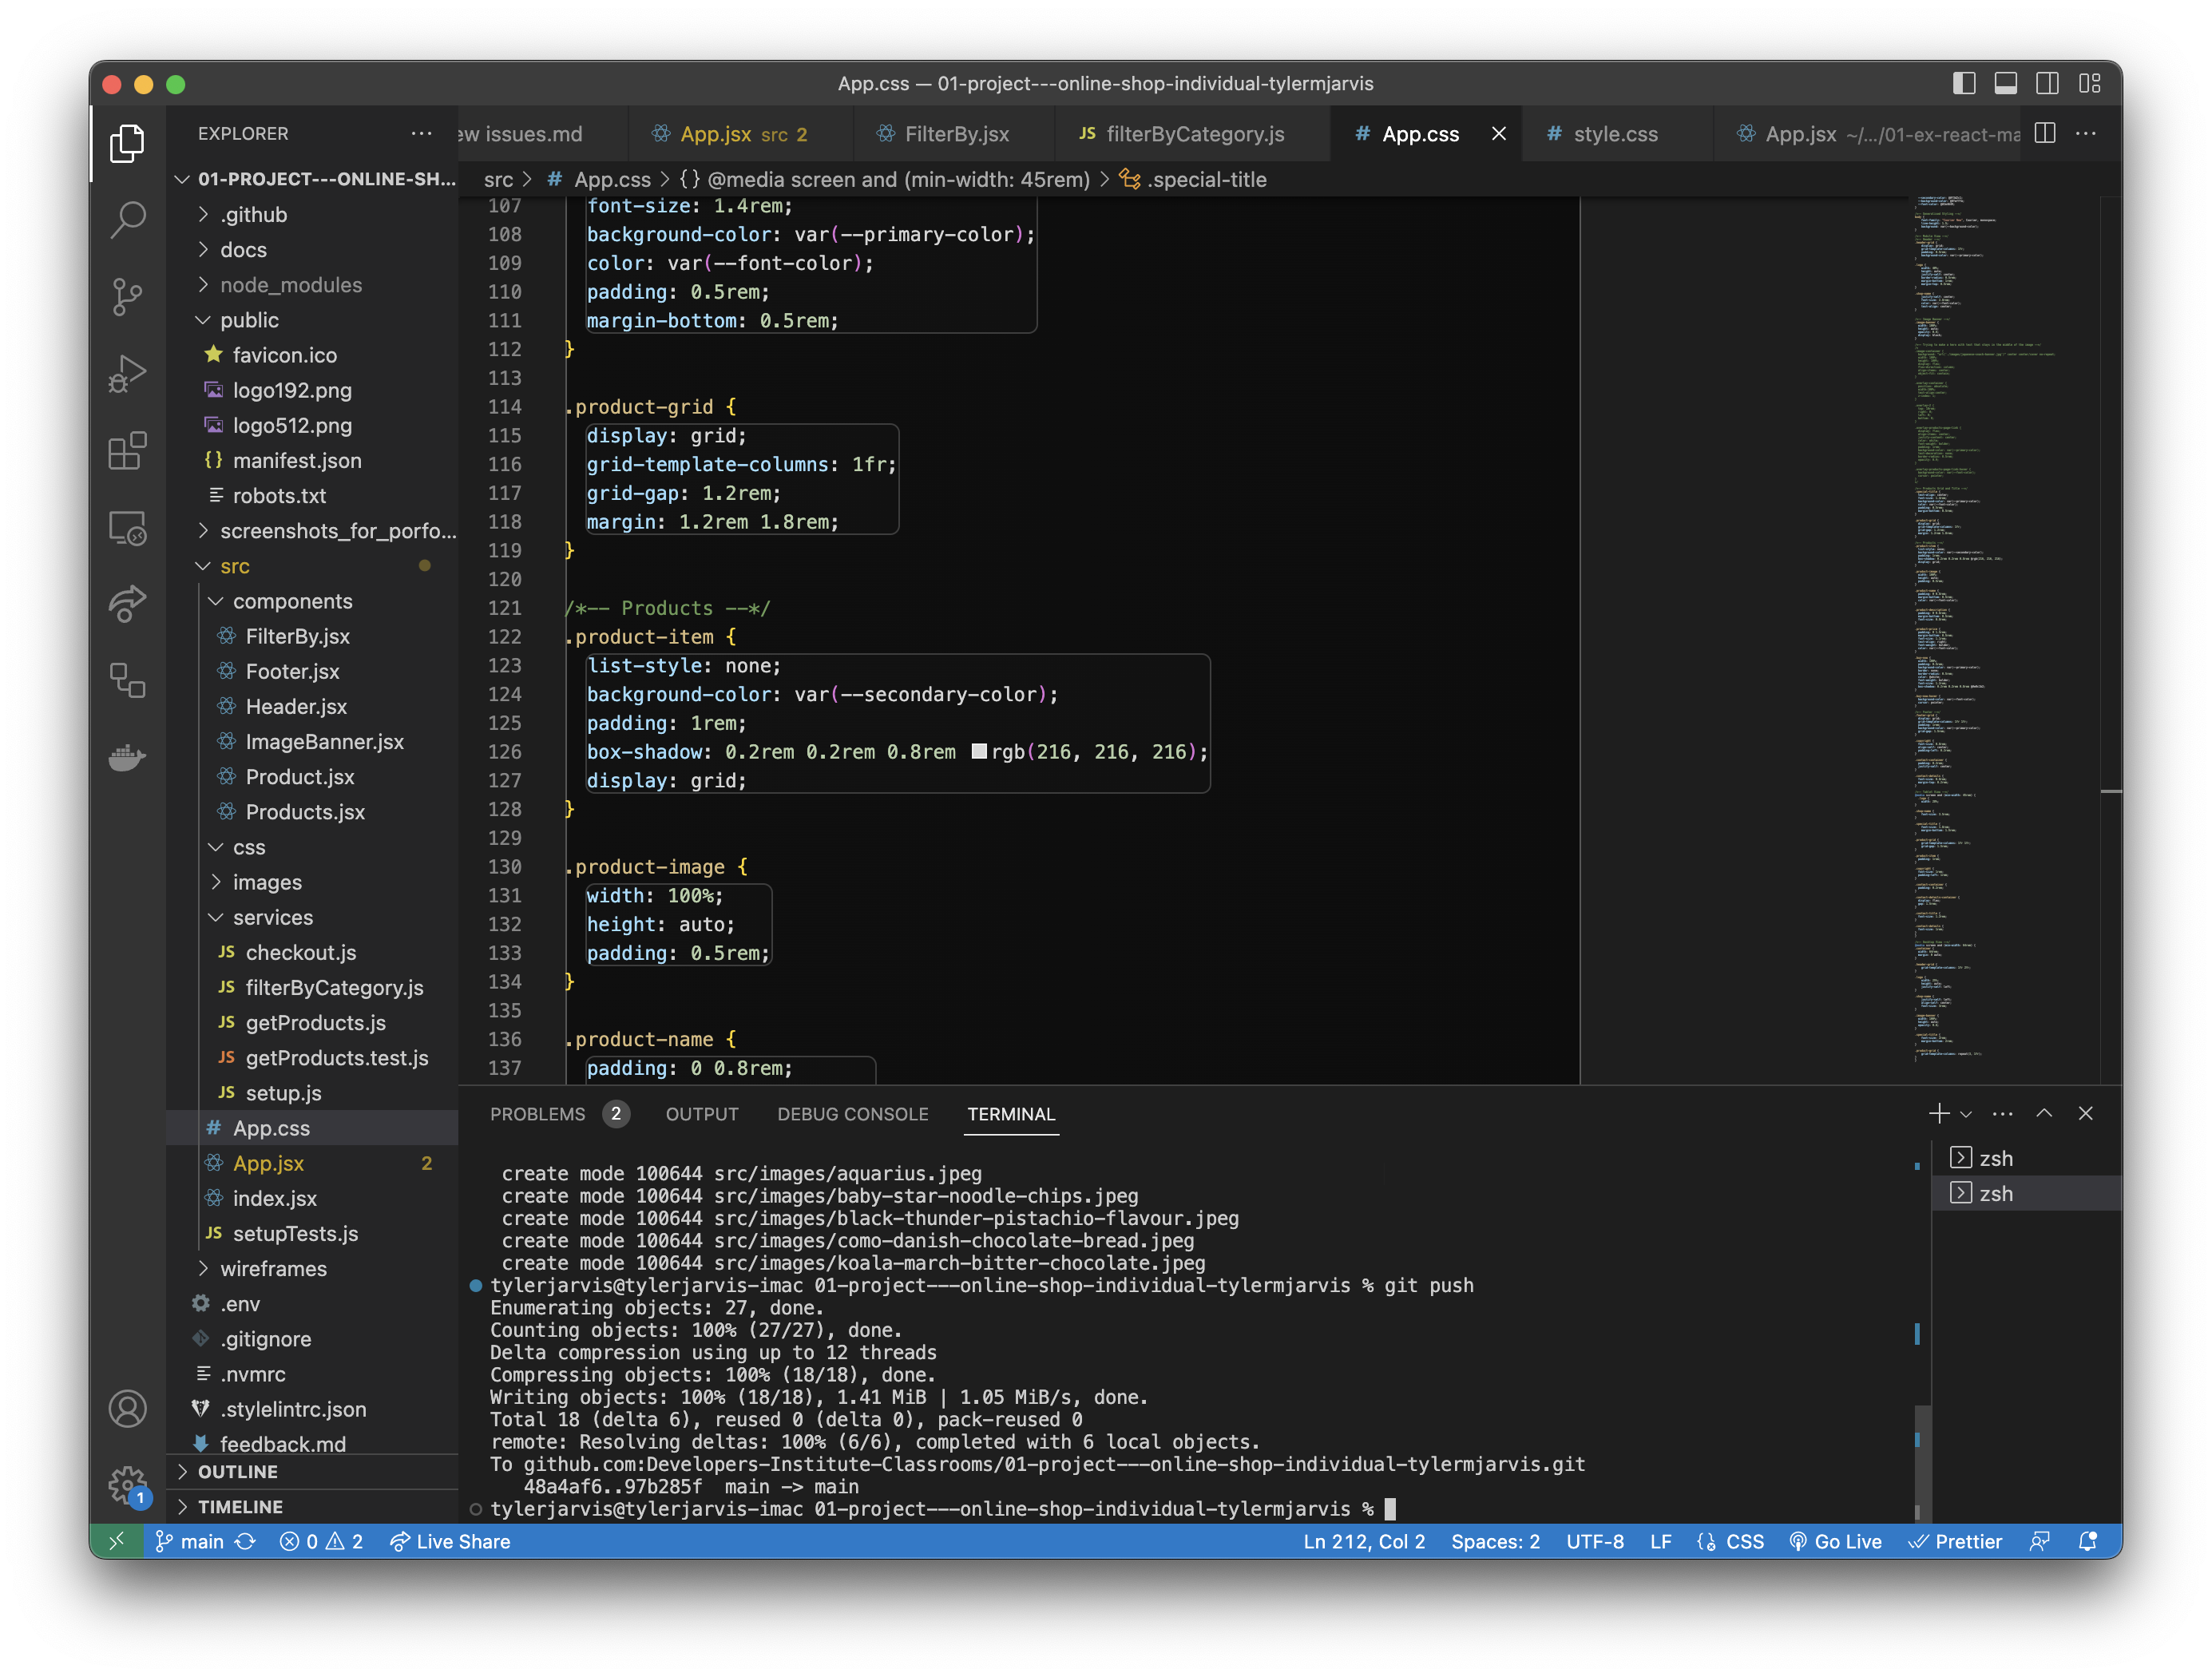 App.css — 01-project---online-shop-individual-tylermjarvis
EXPLORER
01-PROJECT---ONLINE-SH...
.github
docs
node_modules
public
favicon.ico
logo192.png
logo512.png
manifest.json
robots.txt
screenshots_for_porfo...
src
components
FilterBy.jsx
Footer.jsx
Header.jsx
ImageBanner.jsx
Product.jsx
Products.jsx
css
images
services
JS checkout.js
JS filterByCategory.js
JS getProducts.js
JS getProducts.test.js
JS setup.js
# App.css
App.jsx 2
index.jsx
JS setupTests.js
wireframes
.env
.gitignore
.nvmrc
.stylelintrc.json
feedback.md
OUTLINE
TIMELINE
ew issues.md
App.jsx src 2
FilterBy.jsx
JS filterByCategory.js
# App.css
# style.css
App.jsx ~/.../01-ex-react-ma
src > # App.css > {} @media screen and (min-width: 45rem) > .special-title
107 font-size: 1.4rem;
108 background-color: var(--primary-color);
109 color: var(--font-color);
110 padding: 0.5rem;
111 margin-bottom: 0.5rem;
112 }
113
114 .product-grid {
115 display: grid;
116 grid-template-columns: 1fr;
117 grid-gap: 1.2rem;
118 margin: 1.2rem 1.8rem;
119 }
120
121 /*-- Products --*/
122 .product-item {
123 list-style: none;
124 background-color: var(--secondary-color);
125 padding: 1rem;
126 box-shadow: 0.2rem 0.2rem 0.8rem rgb(216, 216, 216);
127 display: grid;
128 }
129
130 .product-image {
131 width: 100%;
132 height: auto;
133 padding: 0.5rem;
134 }
135
136 .product-name {
137 padding: 0 0.8rem;
PROBLEMS 2 OUTPUT DEBUG CONSOLE TERMINAL
create mode 100644 src/images/aquarius.jpeg
create mode 100644 src/images/baby-star-noodle-chips.jpeg
create mode 100644 src/images/black-thunder-pistachio-flavour.jpeg
create mode 100644 src/images/como-danish-chocolate-bread.jpeg
create mode 100644 src/images/koala-march-bitter-chocolate.jpeg
tylerjarvis@tylerjarvis-imac 01-project---online-shop-individual-tylermjarvis % git push
Enumerating objects: 27, done.
Counting objects: 100% (27/27), done.
Delta compression using up to 12 threads
Compressing objects: 100% (18/18), done.
Writing objects: 100% (18/18), 1.41 MiB | 1.05 MiB/s, done.
Total 18 (delta 6), reused 0 (delta 0), pack-reused 0
remote: Resolving deltas: 100% (6/6), completed with 6 local objects.
To github.com:Developers-Institute-Classrooms/01-project---online-shop-individual-tylermjarvis.git
48a4af6..97b285f main -> main
tylerjarvis@tylerjarvis-imac 01-project---online-shop-individual-tylermjarvis %
zsh
zsh
1
main 0 2 Live Share
Ln 212, Col 2 Spaces: 2 UTF-8 LF CSS Go Live Prettier